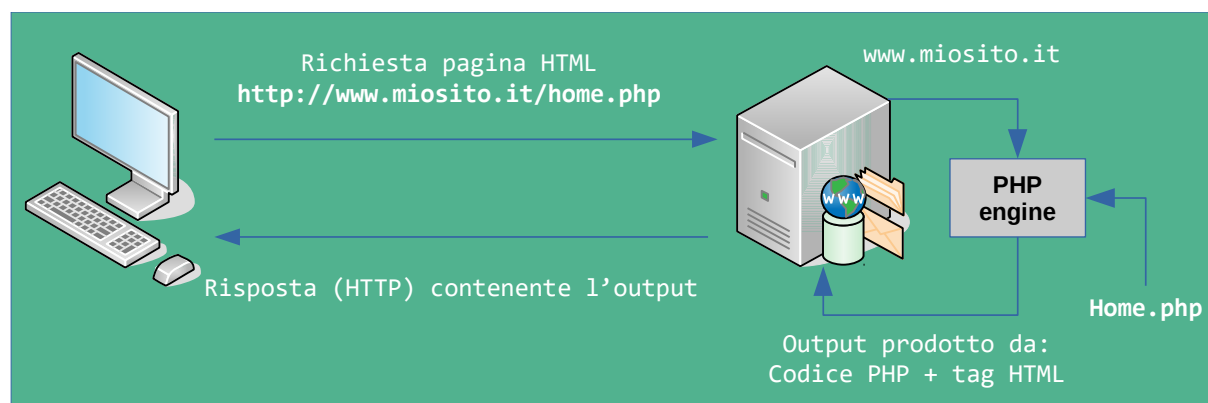 Richiesta pagina HTML
http://www.miosito.it/home.php
www.miosito.it
PHP
engine
www
Risposta (HTTP) contenente l’output
Home.php
Output prodotto da:
Codice PHP + tag HTML